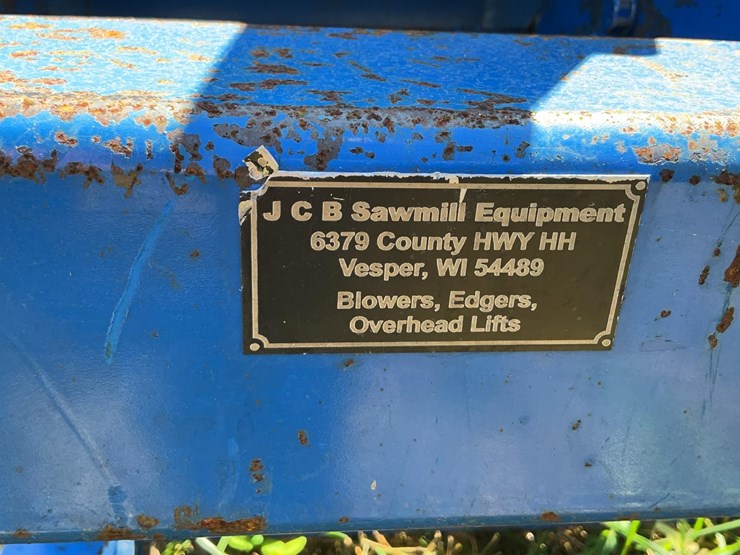 J C B Sawmill Equipment
6379 County HWY HH
Vesper, WI 54489
Blowers, Edgers,
Overhead Lifts